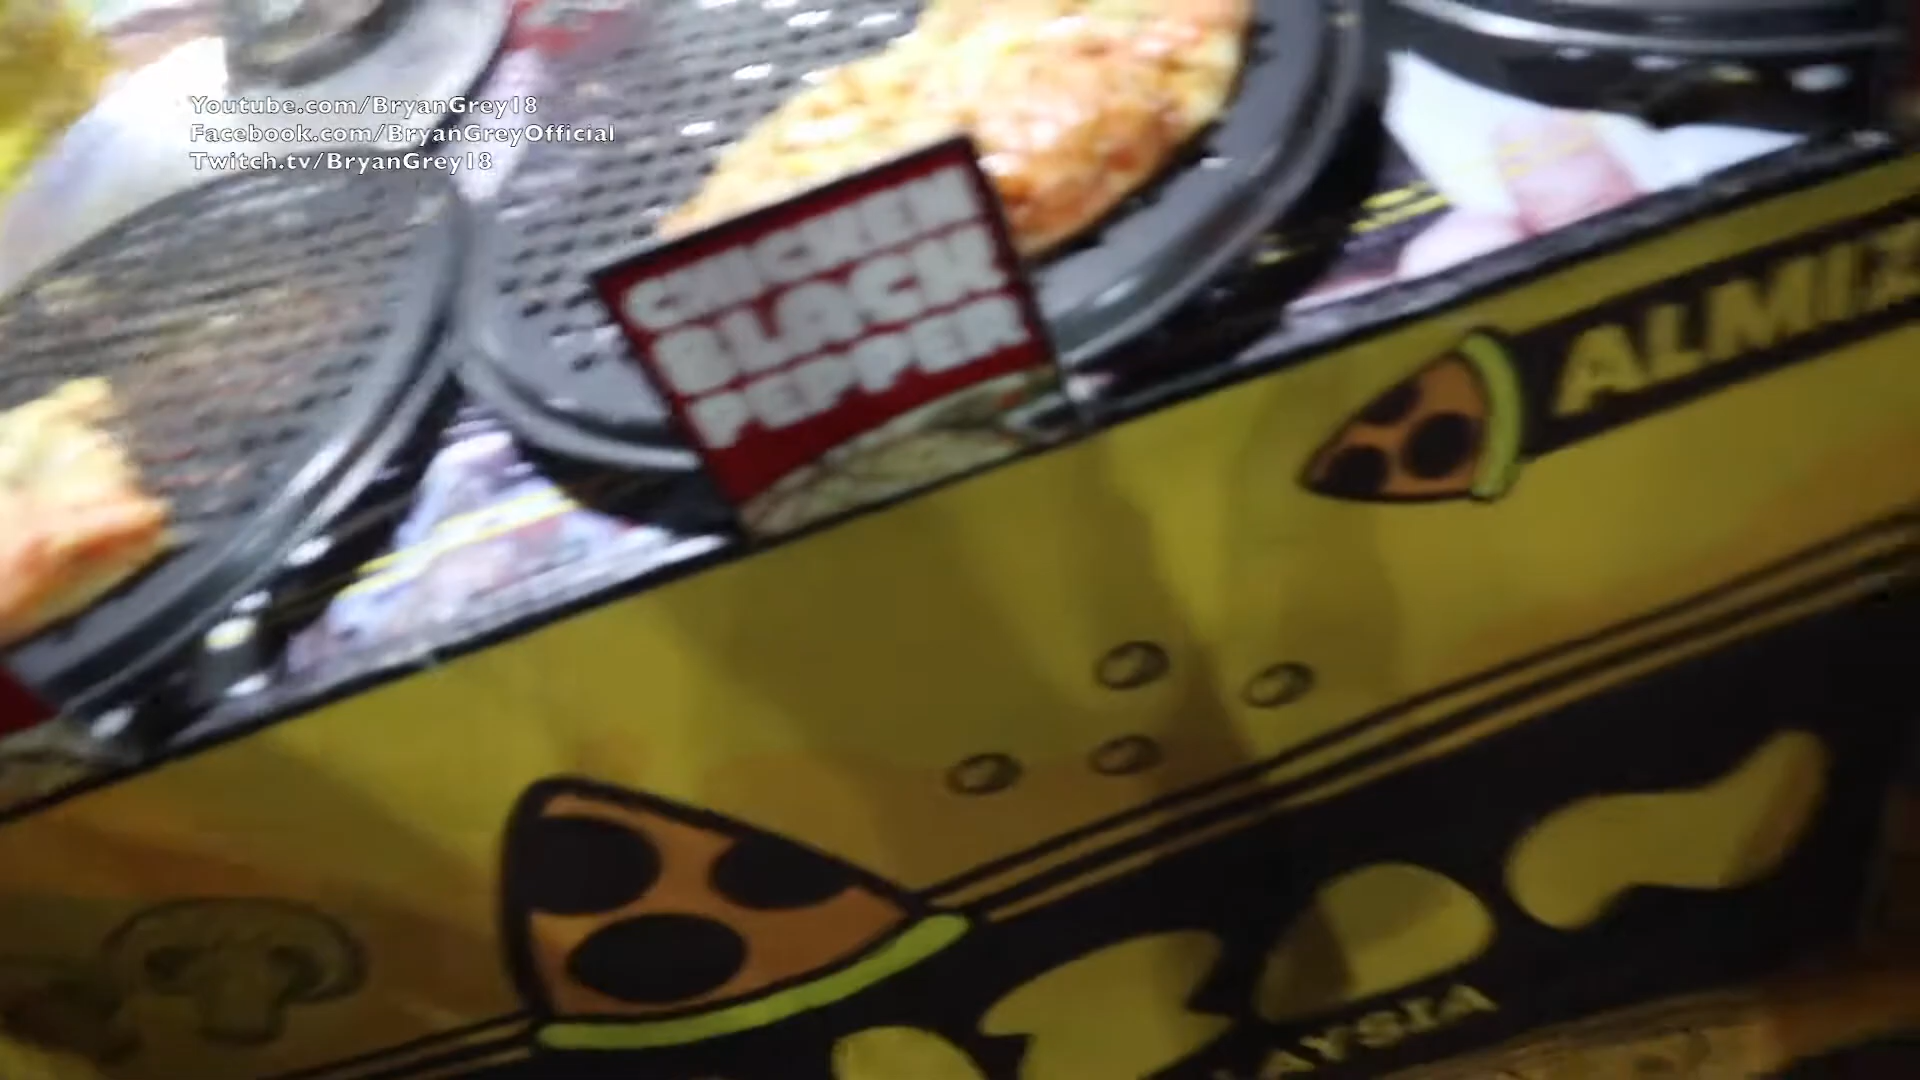 Youtube.com/BryanGrey18
Facebook.com/BryanGreyOfficial
Twitch.tv/BryanGrey18
CHICKEN
BLACK
PEPPER